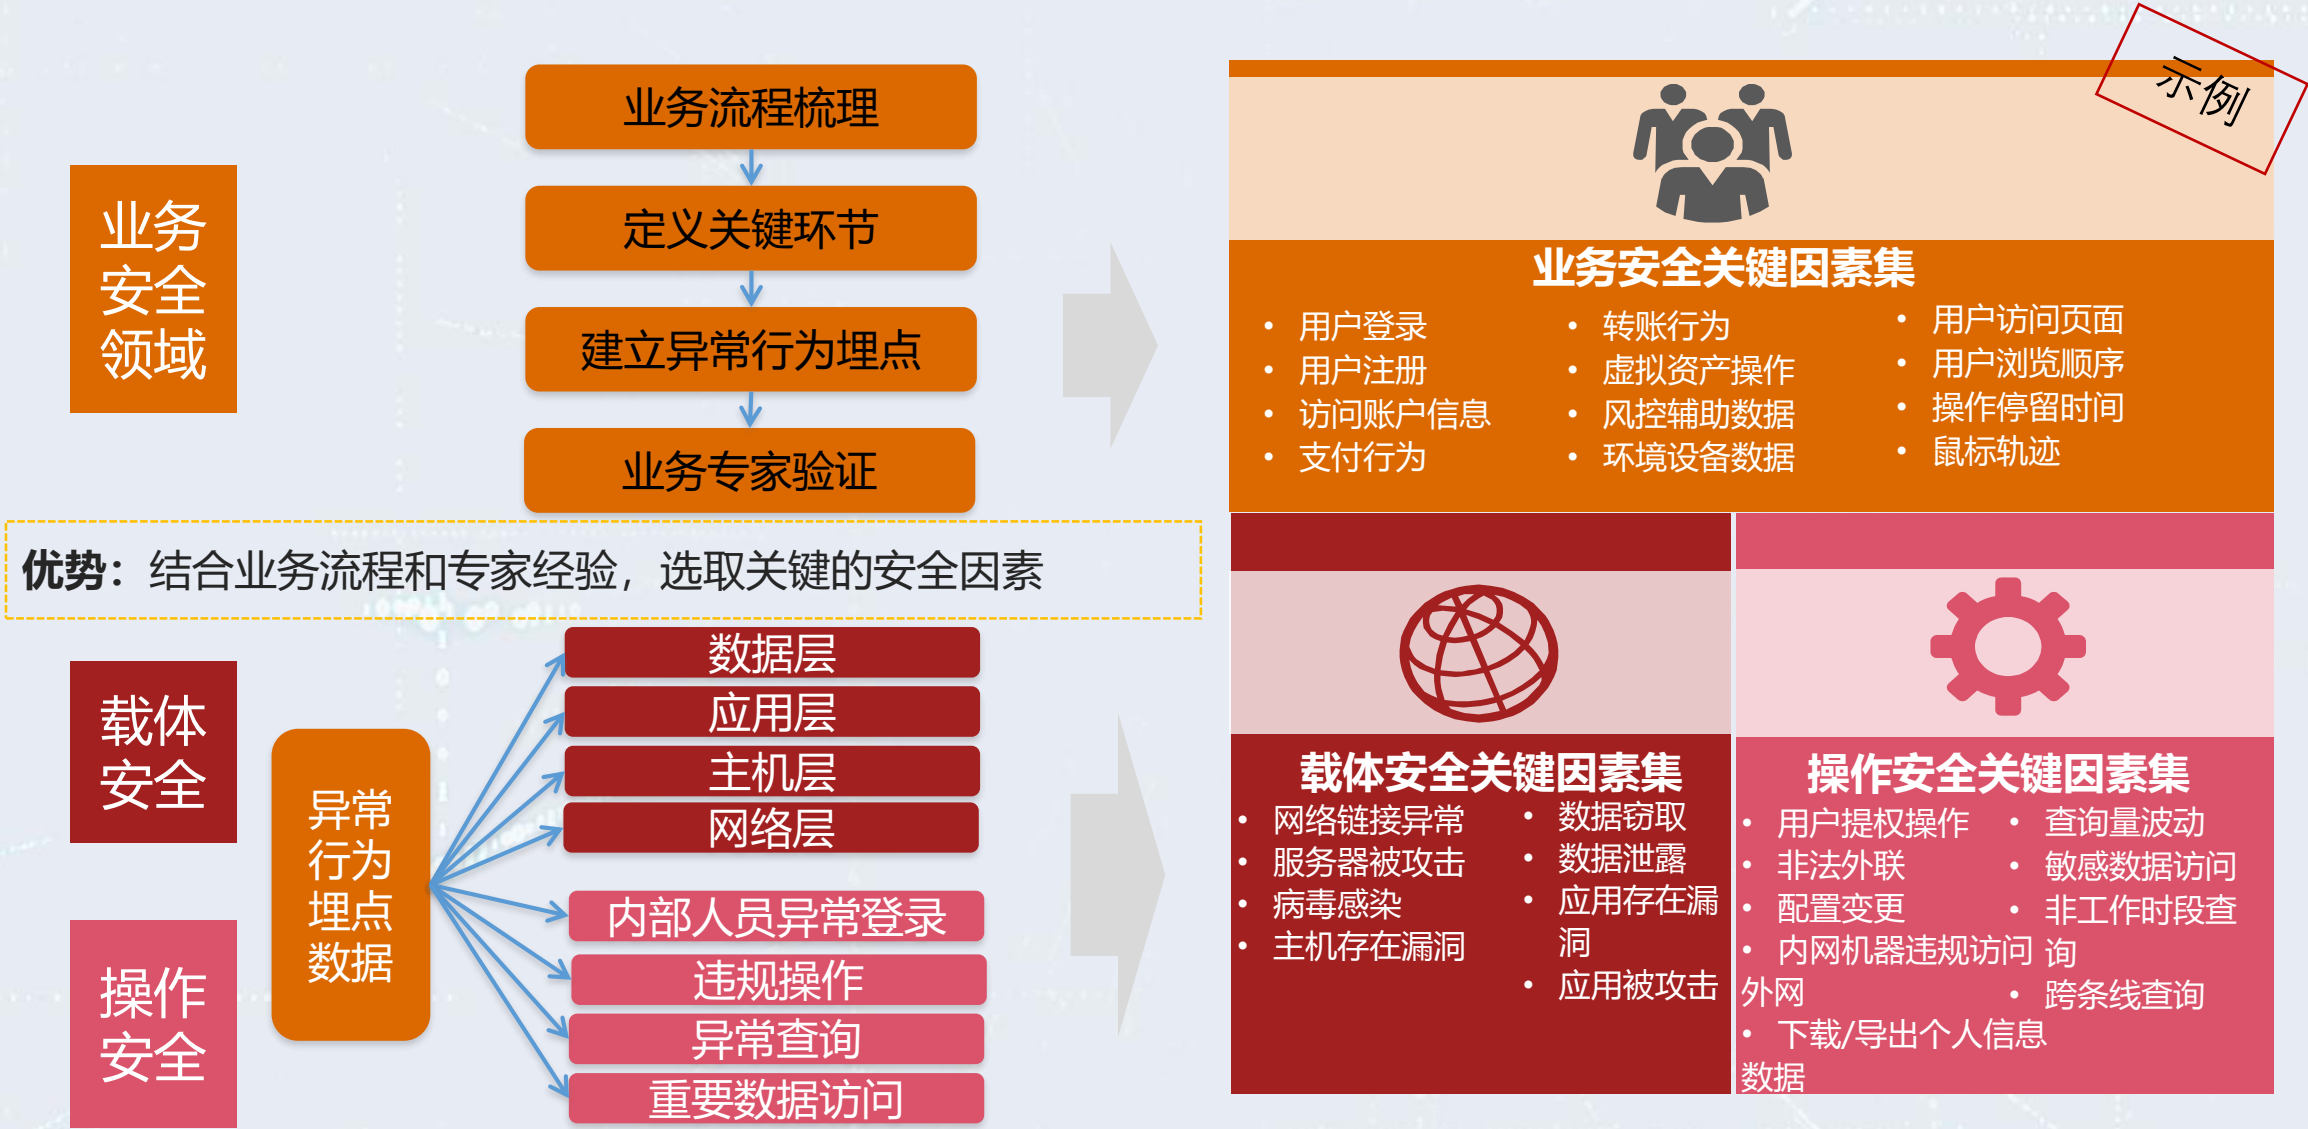 示例
业务
安全
领域
业务流程梳理
定义关键环节
建立异常行为埋点
业务专家验证
业务安全关键因素集
• 用户登录
• 用户注册
• 访问账户信息
• 支付行为
• 转账行为
• 虚拟资产操作
• 风控辅助数据
• 环境设备数据
• 用户访问页面
• 用户浏览顺序
• 操作停留时间
• 鼠标轨迹
优势：结合业务流程和专家经验，选取关键的安全因素
载体
安全
操作
安全
异常
行为
埋点
数据
数据层
应用层
主机层
网络层
内部人员异常登录
违规操作
异常查询
重要数据访问
载体安全关键因素集
• 网络链接异常
• 服务器被攻击
• 病毒感染
• 主机存在漏洞
• 数据窃取
• 数据泄露
• 应用存在漏
洞
• 应用被攻击
操作安全关键因素集
• 用户提权操作
• 非法外联
• 配置变更
• 内网机器违规访问
外网
• 下载/导出个人信息
数据
• 查询量波动
• 敏感数据访问
• 非工作时段查
询
• 跨条线查询